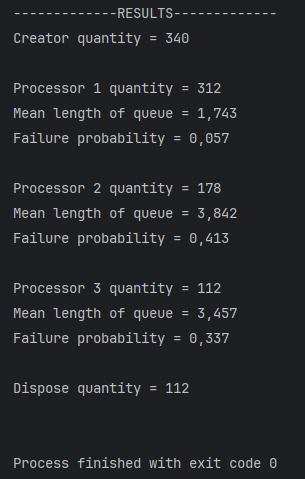 -------------RESULTS-------------
Creator quantity = 340
Processor 1 quantity = 312
Mean length of queue = 1,743
Failure probability = 0,057
Processor 2 quantity = 178
Mean length of queue = 3,842
Failure probability = 0,413
Processor 3 quantity = 112
Mean length of queue = 3,457
Failure probability = 0,337
Dispose quantity = 112
Process finished with exit code 0